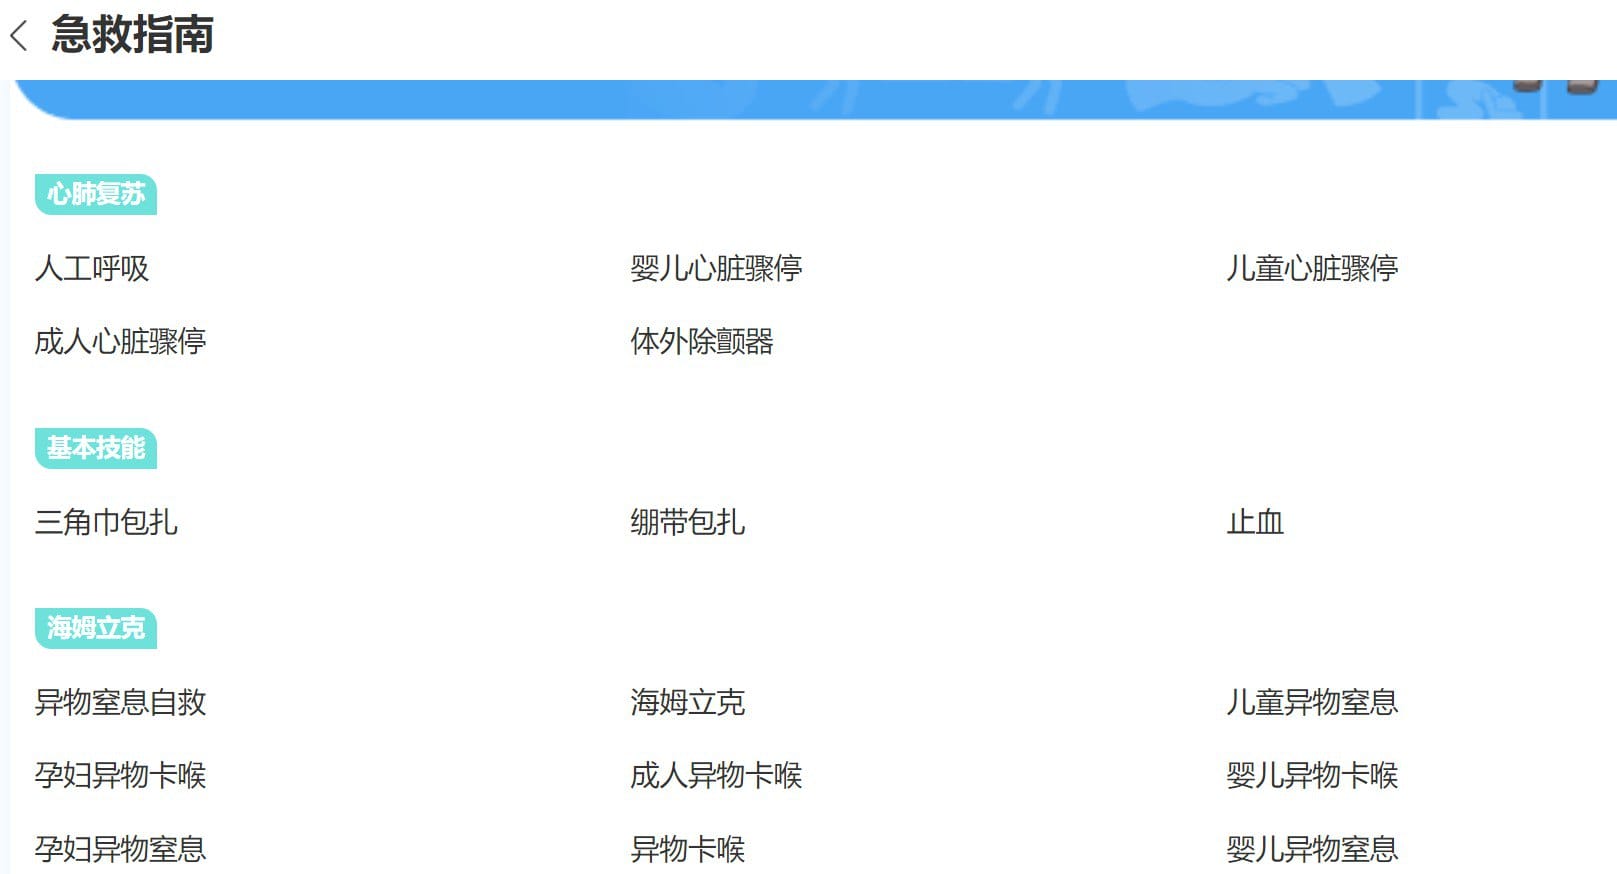 急救指南
心肺复苏
人工呼吸 婴儿心脏骤停 儿童心脏骤停
成人心脏骤停 体外除颤器
基本技能
三角巾包扎 绷带包扎 止血
海姆立克
异物窒息自救 海姆立克 儿童异物窒息
孕妇异物卡喉 成人异物卡喉 婴儿异物卡喉
孕妇异物窒息 异物卡喉 婴儿异物窒息